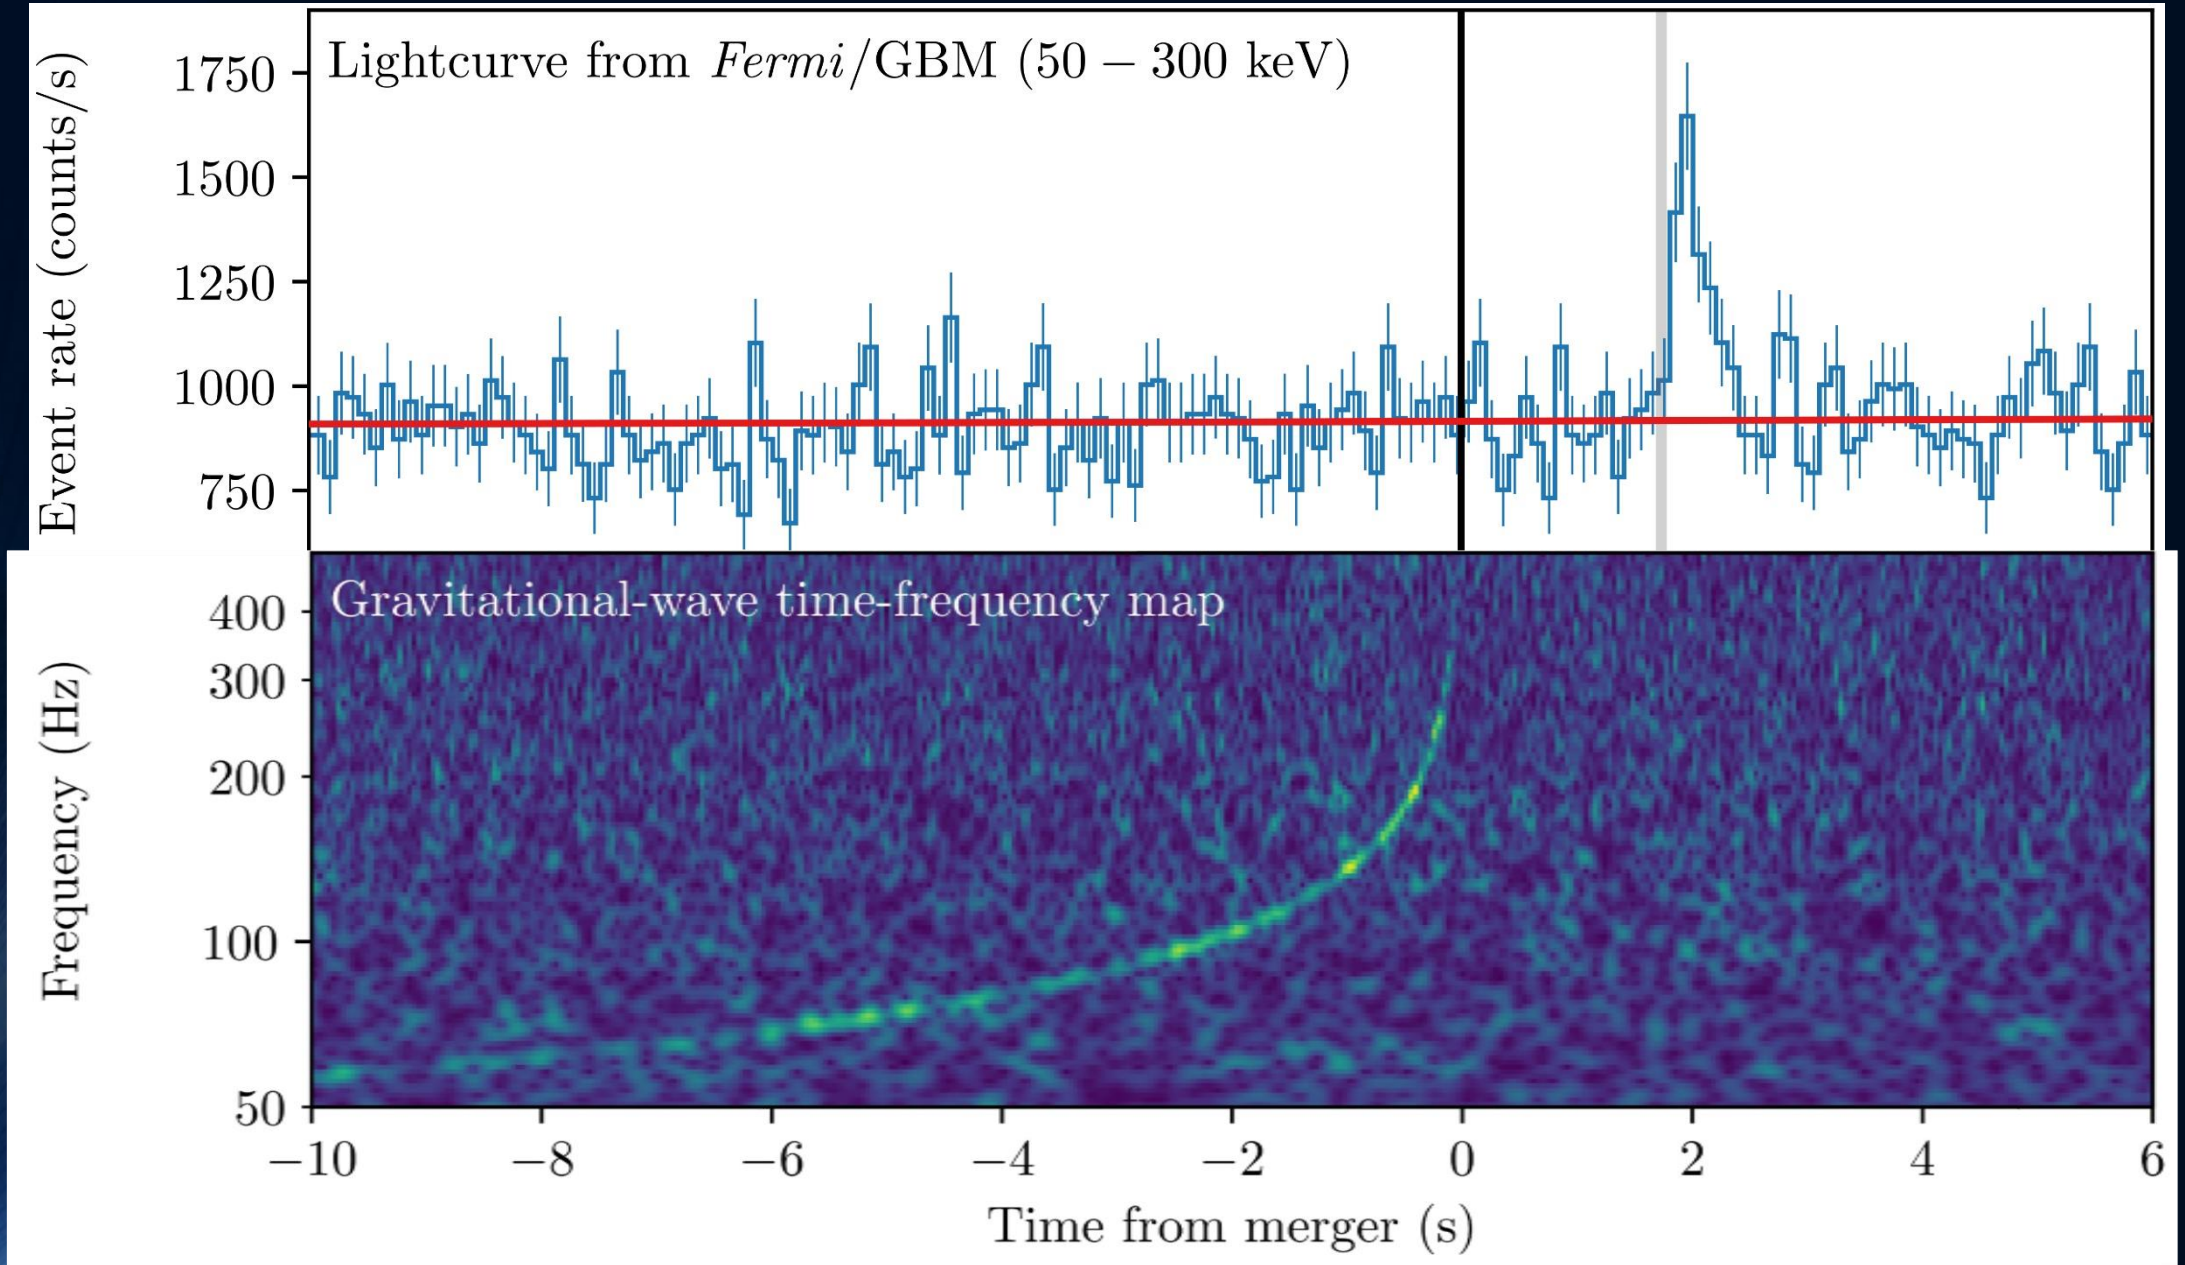 Lightcurve from Fermi/GBM (50 – 300 keV)
Event rate (counts/s)
1750
1500
1250
1000
750
Gravitational-wave time-frequency map
Frequency (Hz)
400
300
200
100
50
−10 −8 −6 −4 −2 0 2 4 6
Time from merger (s)